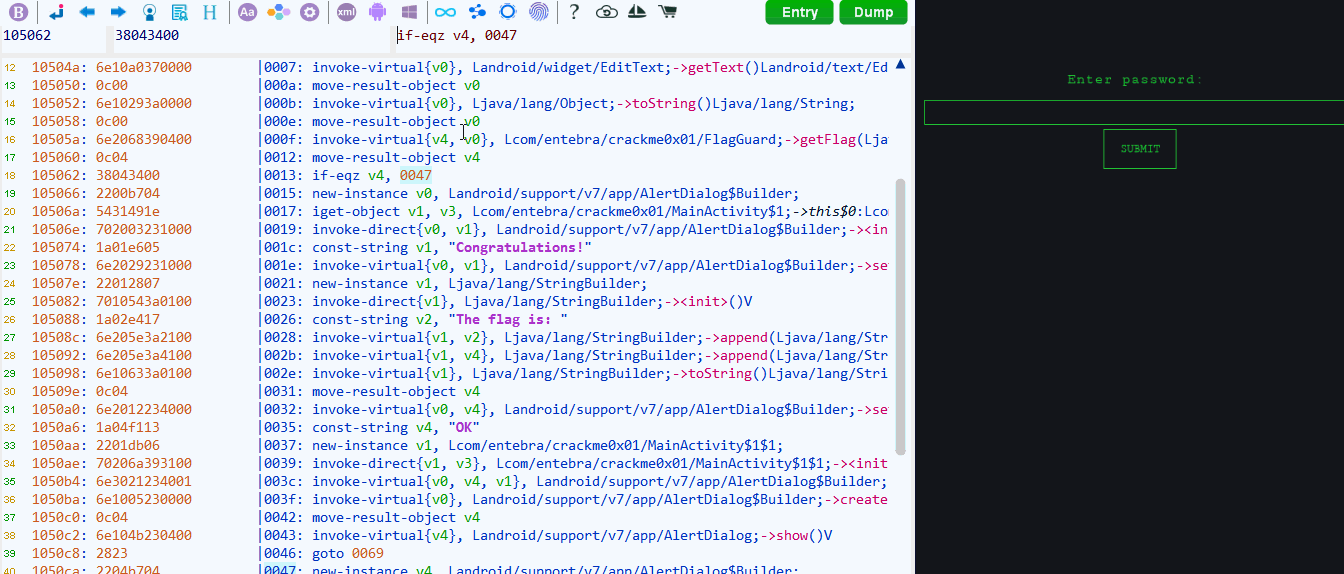 B Aa xml ? Entry Dump
105062 38043400 if-eqz v4, 0047
12 10504a: 6e10a0370000 |0007: invoke-virtual{v0}, Landroid/widget/EditText;->getText()Landroid/text/Ed
13 105050: 0c00 |000a: move-result-object v0
14 105052: 6e10293a0000 |000b: invoke-virtual{v0}, Ljava/lang/Object;->toString()Ljava/lang/String;
15 105058: 0c00 |000e: move-result-object v0
16 10505a: 6e2068390400 |000f: invoke-virtual{v4, v0}, Lcom/entebra/crackme0x01/FlagGuard;->getFlag(Lja
17 105060: 0c04 |0012: move-result-object v4
18 105062: 38043400 |0013: if-eqz v4, 0047
19 105066: 2200b704 |0015: new-instance v0, Landroid/support/v7/app/AlertDialog$Builder;
20 10506a: 5431491e |0017: iget-object v1, v3, Lcom/entebra/crackme0x01/MainActivity$1;->this$0:Lco
21 10506e: 702003231000 |0019: invoke-direct{v0, v1}, Landroid/support/v7/app/AlertDialog$Builder;-><in
22 105074: 1a01e605 |001c: const-string v1, "Congratulations!"
23 105078: 6e2029231000 |001e: invoke-virtual{v0, v1}, Landroid/support/v7/app/AlertDialog$Builder;->se
24 10507e: 22012807 |0021: new-instance v1, Ljava/lang/StringBuilder;
25 105082: 7010543a0100 |0023: invoke-direct{v1}, Ljava/lang/StringBuilder;-><init>()V
26 105088: 1a02e417 |0026: const-string v2, "The flag is: "
27 10508c: 6e205e3a2100 |0028: invoke-virtual{v1, v2}, Ljava/lang/StringBuilder;->append(Ljava/lang/Str
28 105092: 6e205e3a4100 |002b: invoke-virtual{v1, v4}, Ljava/lang/StringBuilder;->append(Ljava/lang/Str
29 105098: 6e10633a0100 |002e: invoke-virtual{v1}, Ljava/lang/StringBuilder;->toString()Ljava/lang/Stri
30 10509e: 0c04 |0031: move-result-object v4
31 1050a0: 6e2012234000 |0032: invoke-virtual{v0, v4}, Landroid/support/v7/app/AlertDialog$Builder;->se
32 1050a6: 1a04f113 |0035: const-string v4, "OK"
33 1050aa: 2201db06 |0037: new-instance v1, Lcom/entebra/crackme0x01/MainActivity$1$1;
34 1050ae: 70206a393100 |0039: invoke-direct{v1, v3}, Lcom/entebra/crackme0x01/MainActivity$1$1;-><init
35 1050b4: 6e3021234001 |003c: invoke-virtual{v0, v4, v1}, Landroid/support/v7/app/AlertDialog$Builder;
36 1050ba: 6e1005230000 |003f: invoke-virtual{v0}, Landroid/support/v7/app/AlertDialog$Builder;->create
37 1050c0: 0c04 |0042: move-result-object v4
38 1050c2: 6e104b230400 |0043: invoke-virtual{v4}, Landroid/support/v7/app/AlertDialog;->show()V
39 1050c8: 2823 |0046: goto 0069
40 1050ca: 2204b704 |0047: new-instance v4, Landroid/support/v7/app/AlertDialog$Builder;
Enter password:
SUBMIT